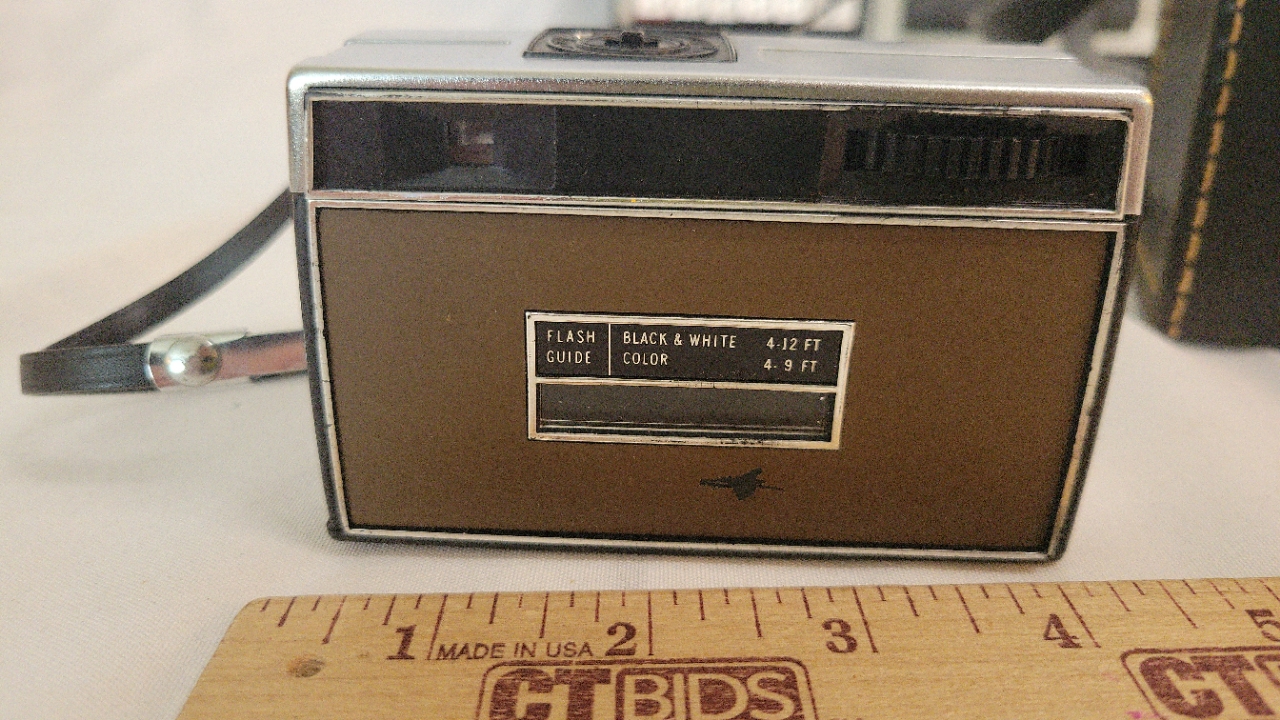 FLASH GUIDE
BLACK & WHITE 4-12 FT
COLOR 4- 9 FT
1 2 3 4 5
MADE IN USA
CTBIDS
CT